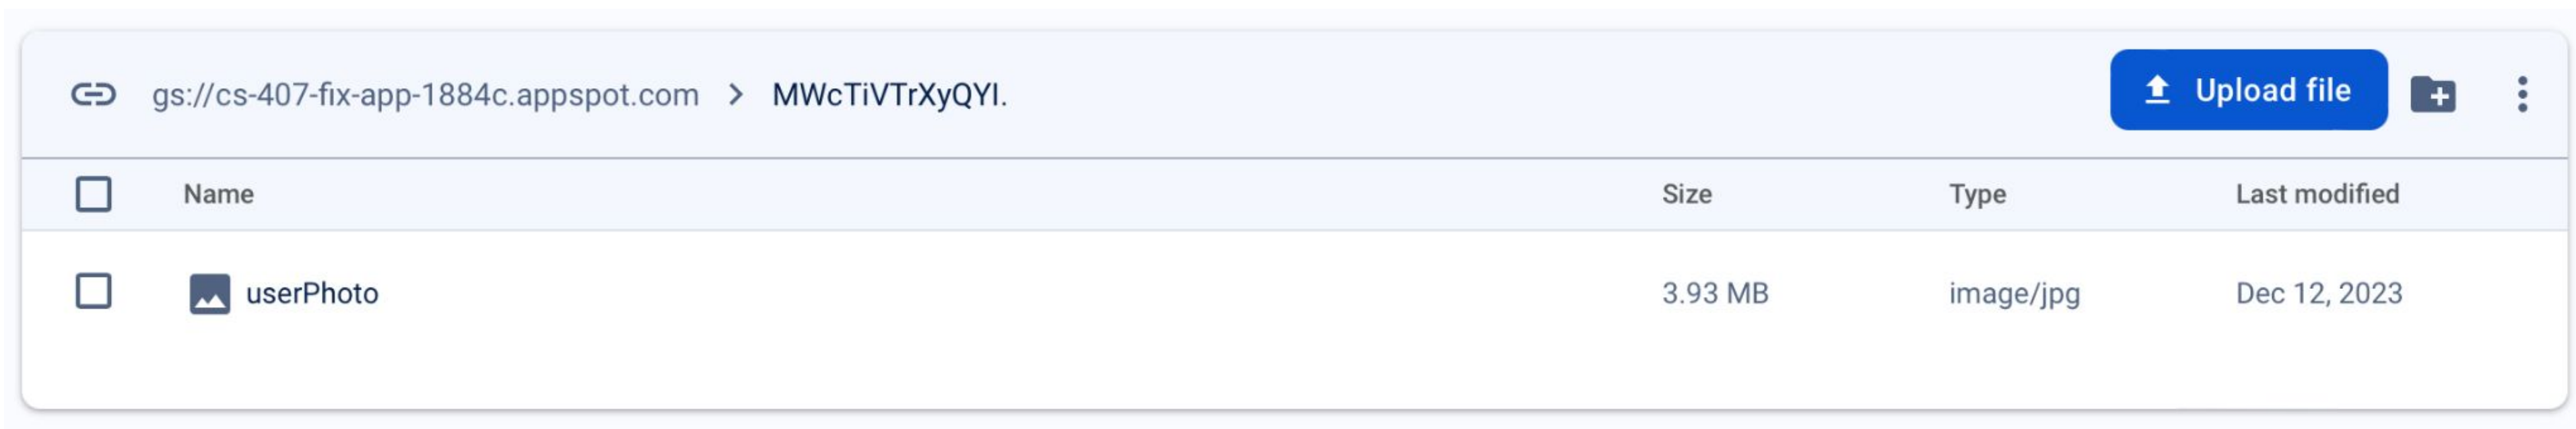 gs://cs-407-fix-app-1884c.appspot.com > MWcTiVTrXyQYI. Upload file
Name Size Type Last modified
userPhoto 3.93 MB image/jpg Dec 12, 2023